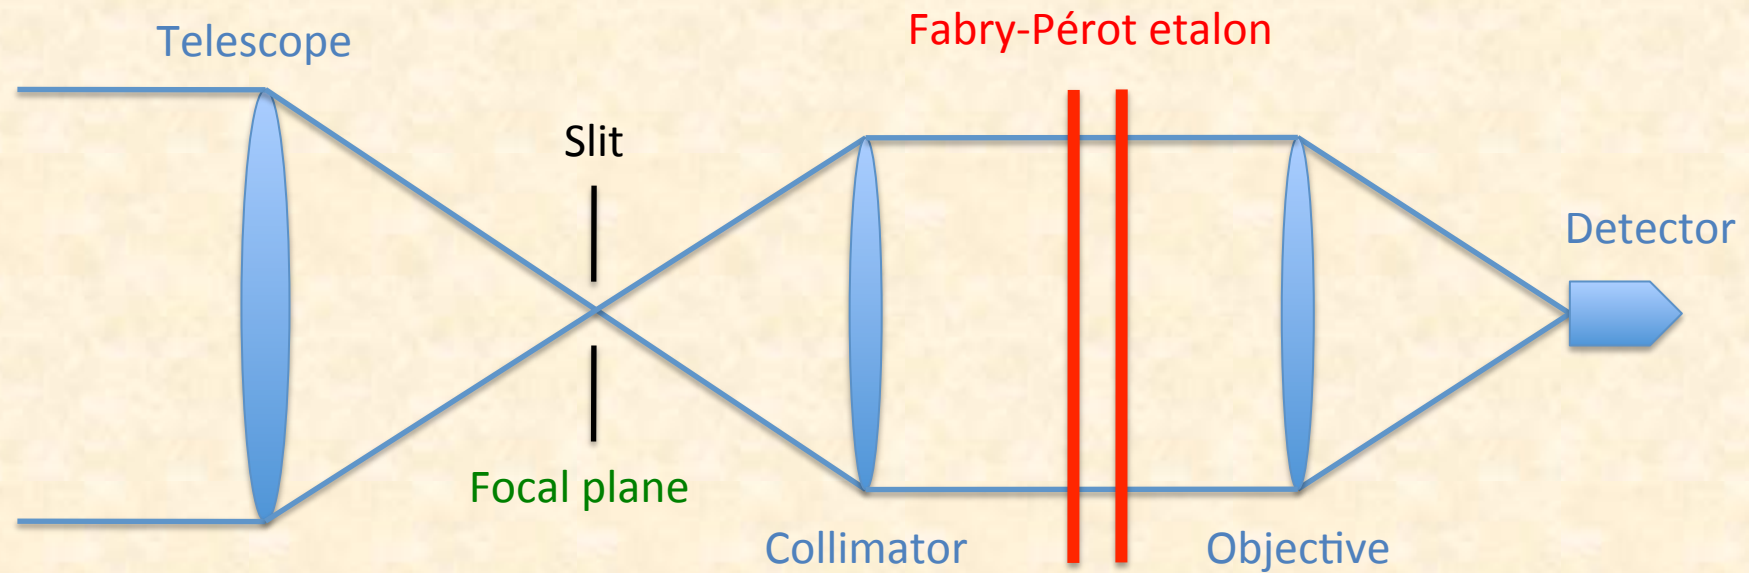 Telescope
Fabry-Pérot etalon
Slit
Detector
Focal plane
Collimator
Objective